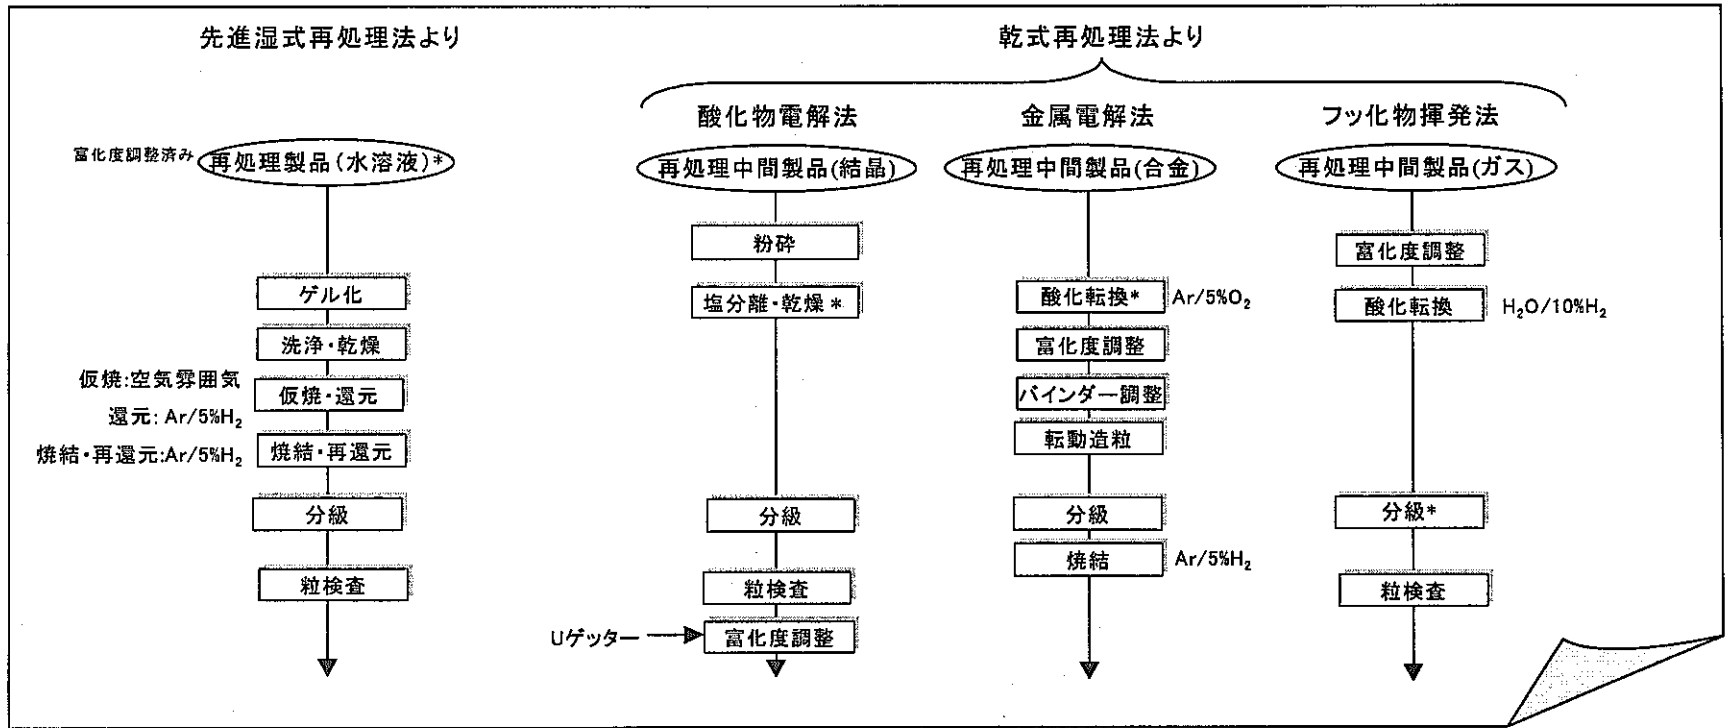 先進湿式再処理法より
富化度調整済み
再処理製品(水溶液)*
ゲル化
洗浄・乾燥
仮焼:空気雰囲気
還元: Ar/5%H₂
仮焼・還元
焼結・再還元:Ar/5%H₂
焼結・再還元
分級
粒検査
乾式再処理法より
酸化物電解法
再処理中間製品(結晶)
粉砕
塩分離・乾燥*
分級
粒検査
Uゲッター
富化度調整
金属電解法
再処理中間製品(合金)
酸化転換*
Ar/5%O₂
富化度調整
バインダー調整
転動造粒
分級
焼結
Ar/5%H₂
フッ化物揮発法
再処理中間製品(ガス)
富化度調整
酸化転換
H₂O/10%H₂
分級*
粒検査